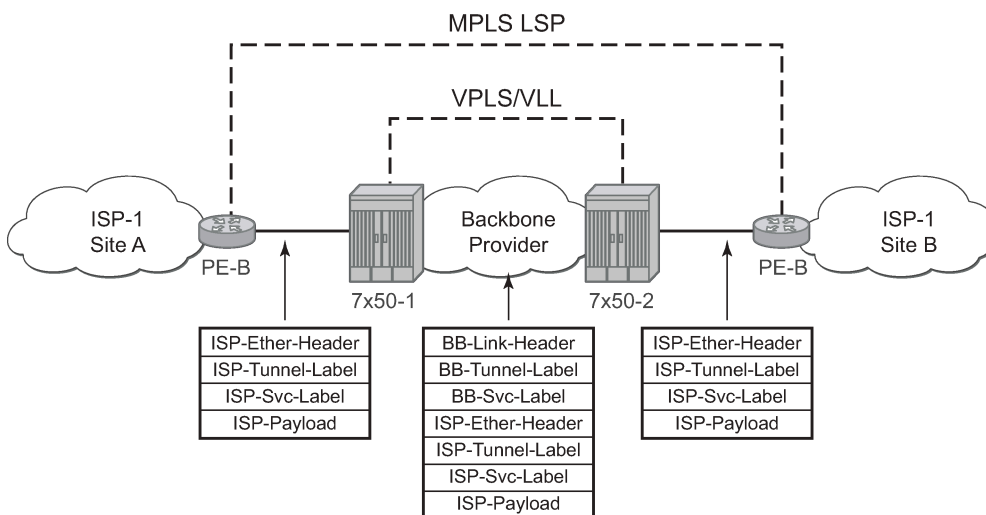 MPLS LSP
VPLS/VLL
ISP-1
Site A
PE-B
7x50-1
Backbone
Provider
7x50-2
PE-B
ISP-1
Site B
ISP-Ether-Header
ISP-Tunnel-Label
ISP-Svc-Label
ISP-Payload
BB-Link-Header
BB-Tunnel-Label
BB-Svc-Label
ISP-Ether-Header
ISP-Tunnel-Label
ISP-Svc-Label
ISP-Payload
ISP-Ether-Header
ISP-Tunnel-Label
ISP-Svc-Label
ISP-Payload